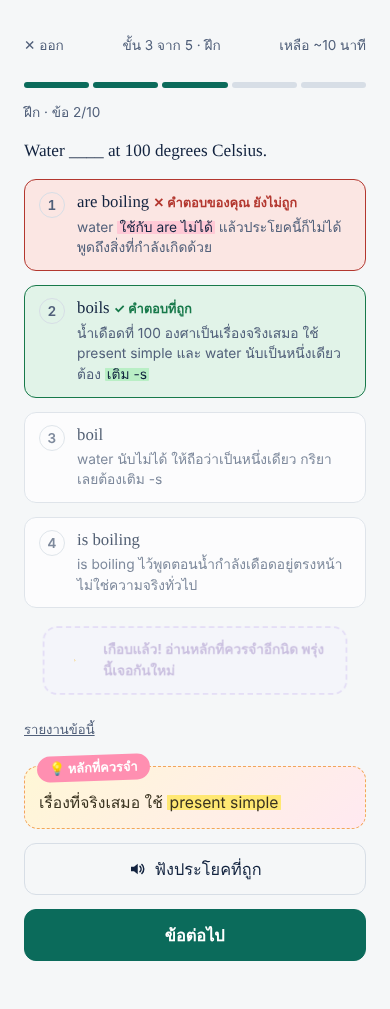 ✕ ออก
ขั้น 3 จาก 5 · ฝึก
เหลือ ~10 นาที
ฝึก · ข้อ 2/10
Water ____ at 100 degrees Celsius.
1
are boiling ✕ คำตอบของคุณ ยังไม่ถูก
water ใช้กับ are ไม่ได้ แล้วประโยคนี้ก็ไม่ได้
พูดถึงสิ่งที่กำลังเกิดด้วย
2
boils ✓ คำตอบที่ถูก
น้ำเดือดที่ 100 องศาเป็นเรื่องจริงเสมอ ใช้
present simple และ water นับเป็นหนึ่งเดียว
ต้อง เติม -s
3
boil
water นับไม่ได้ ให้ถือว่าเป็นหนึ่งเดียว กริยา
เลยต้องเติม -s
4
is boiling
is boiling ไว้พูดตอนน้ำกำลังเดือดอยู่ตรงหน้า
ไม่ใช่ความจริงทั่วไป
เกือบแล้ว! อ่านหลักที่ควรจำอีกนิด พรุ่ง
นี้เจอกันใหม่
รายงานข้อนี้
💡 หลักที่ควรจำ
เรื่องที่จริงเสมอ ใช้ present simple
ฟังประโยคที่ถูก
ข้อต่อไป